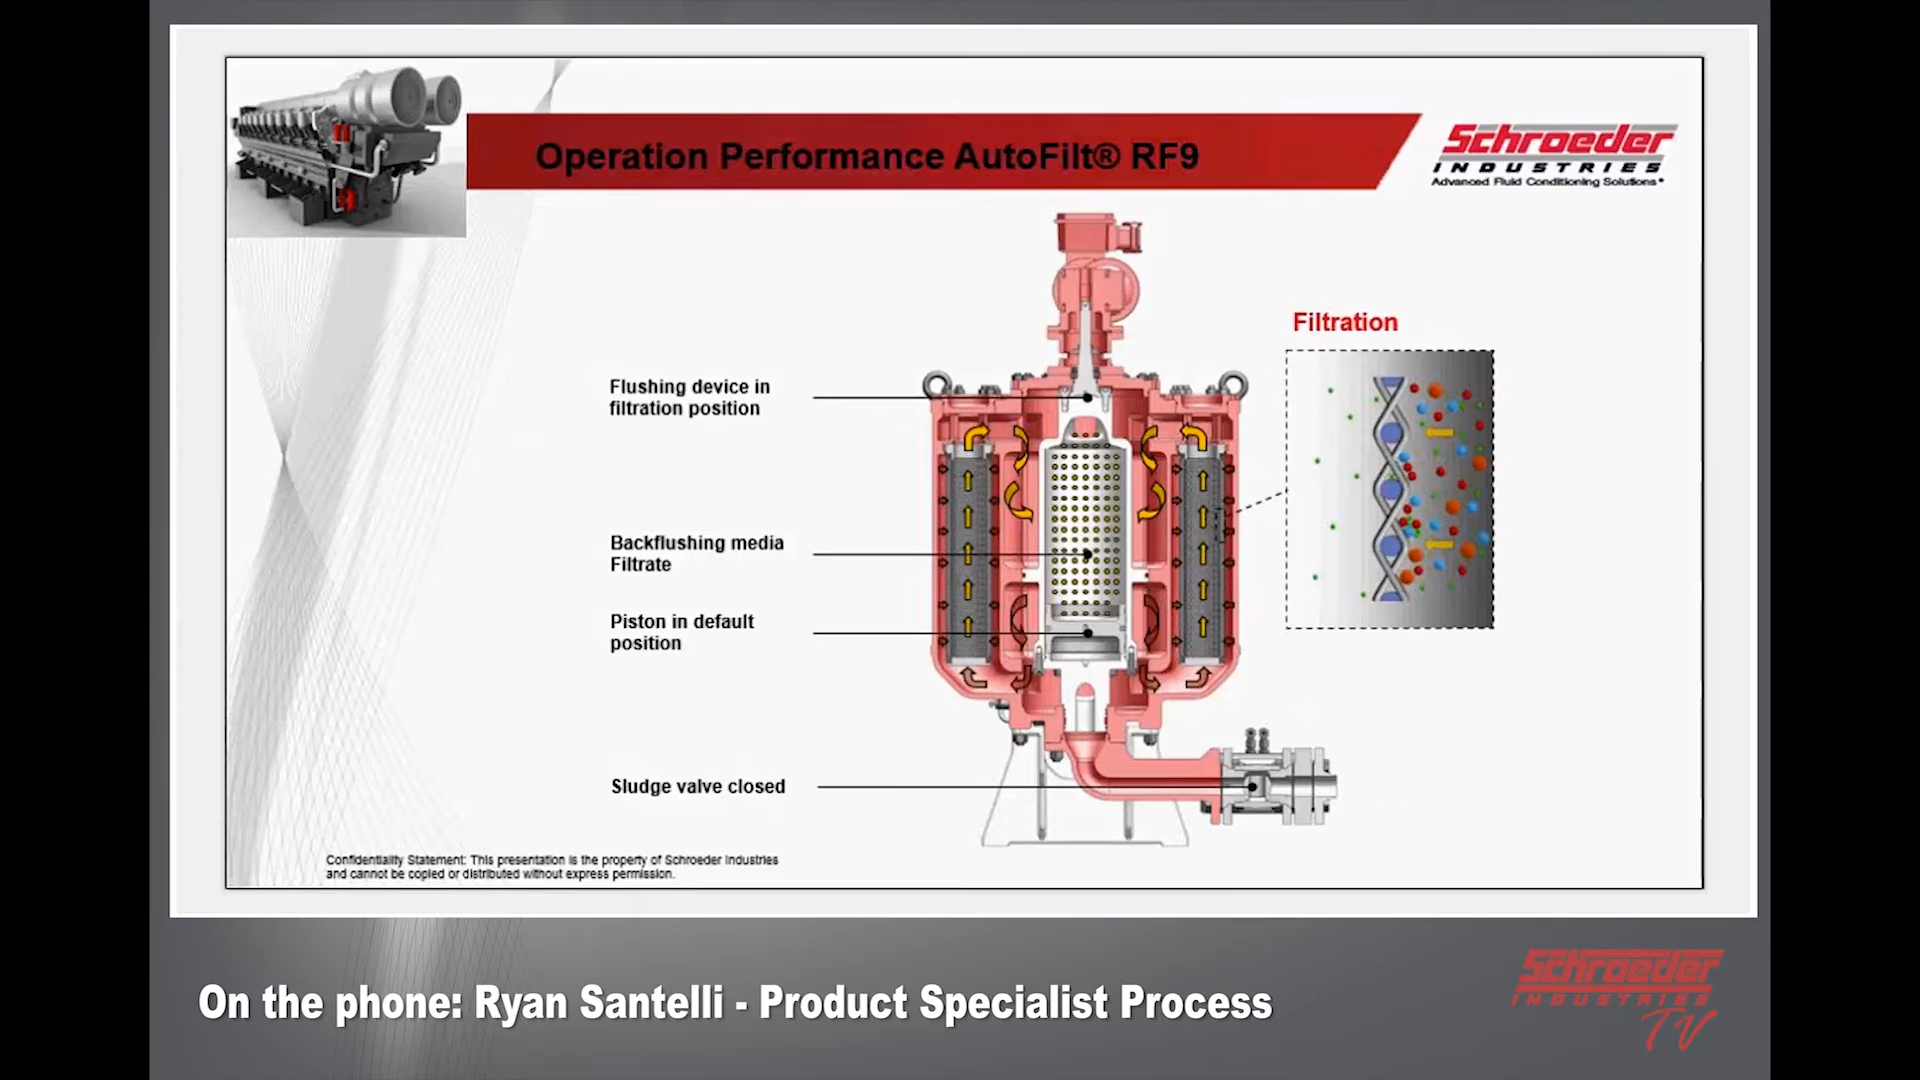 Operation Performance AutoFilt® RF9
Schroeder
INDUSTRIES
Advanced Fluid Conditioning Solutions®
Filtration
Flushing device in
filtration position
Backflushing media
Filtrate
Piston in default
position
Sludge valve closed
Confidentiality Statement: This presentation is the property of Schroeder Industries
and cannot be copied or distributed without express permission.
On the phone: Ryan Santelli - Product Specialist Process
Schroeder
INDUSTRIES
TV